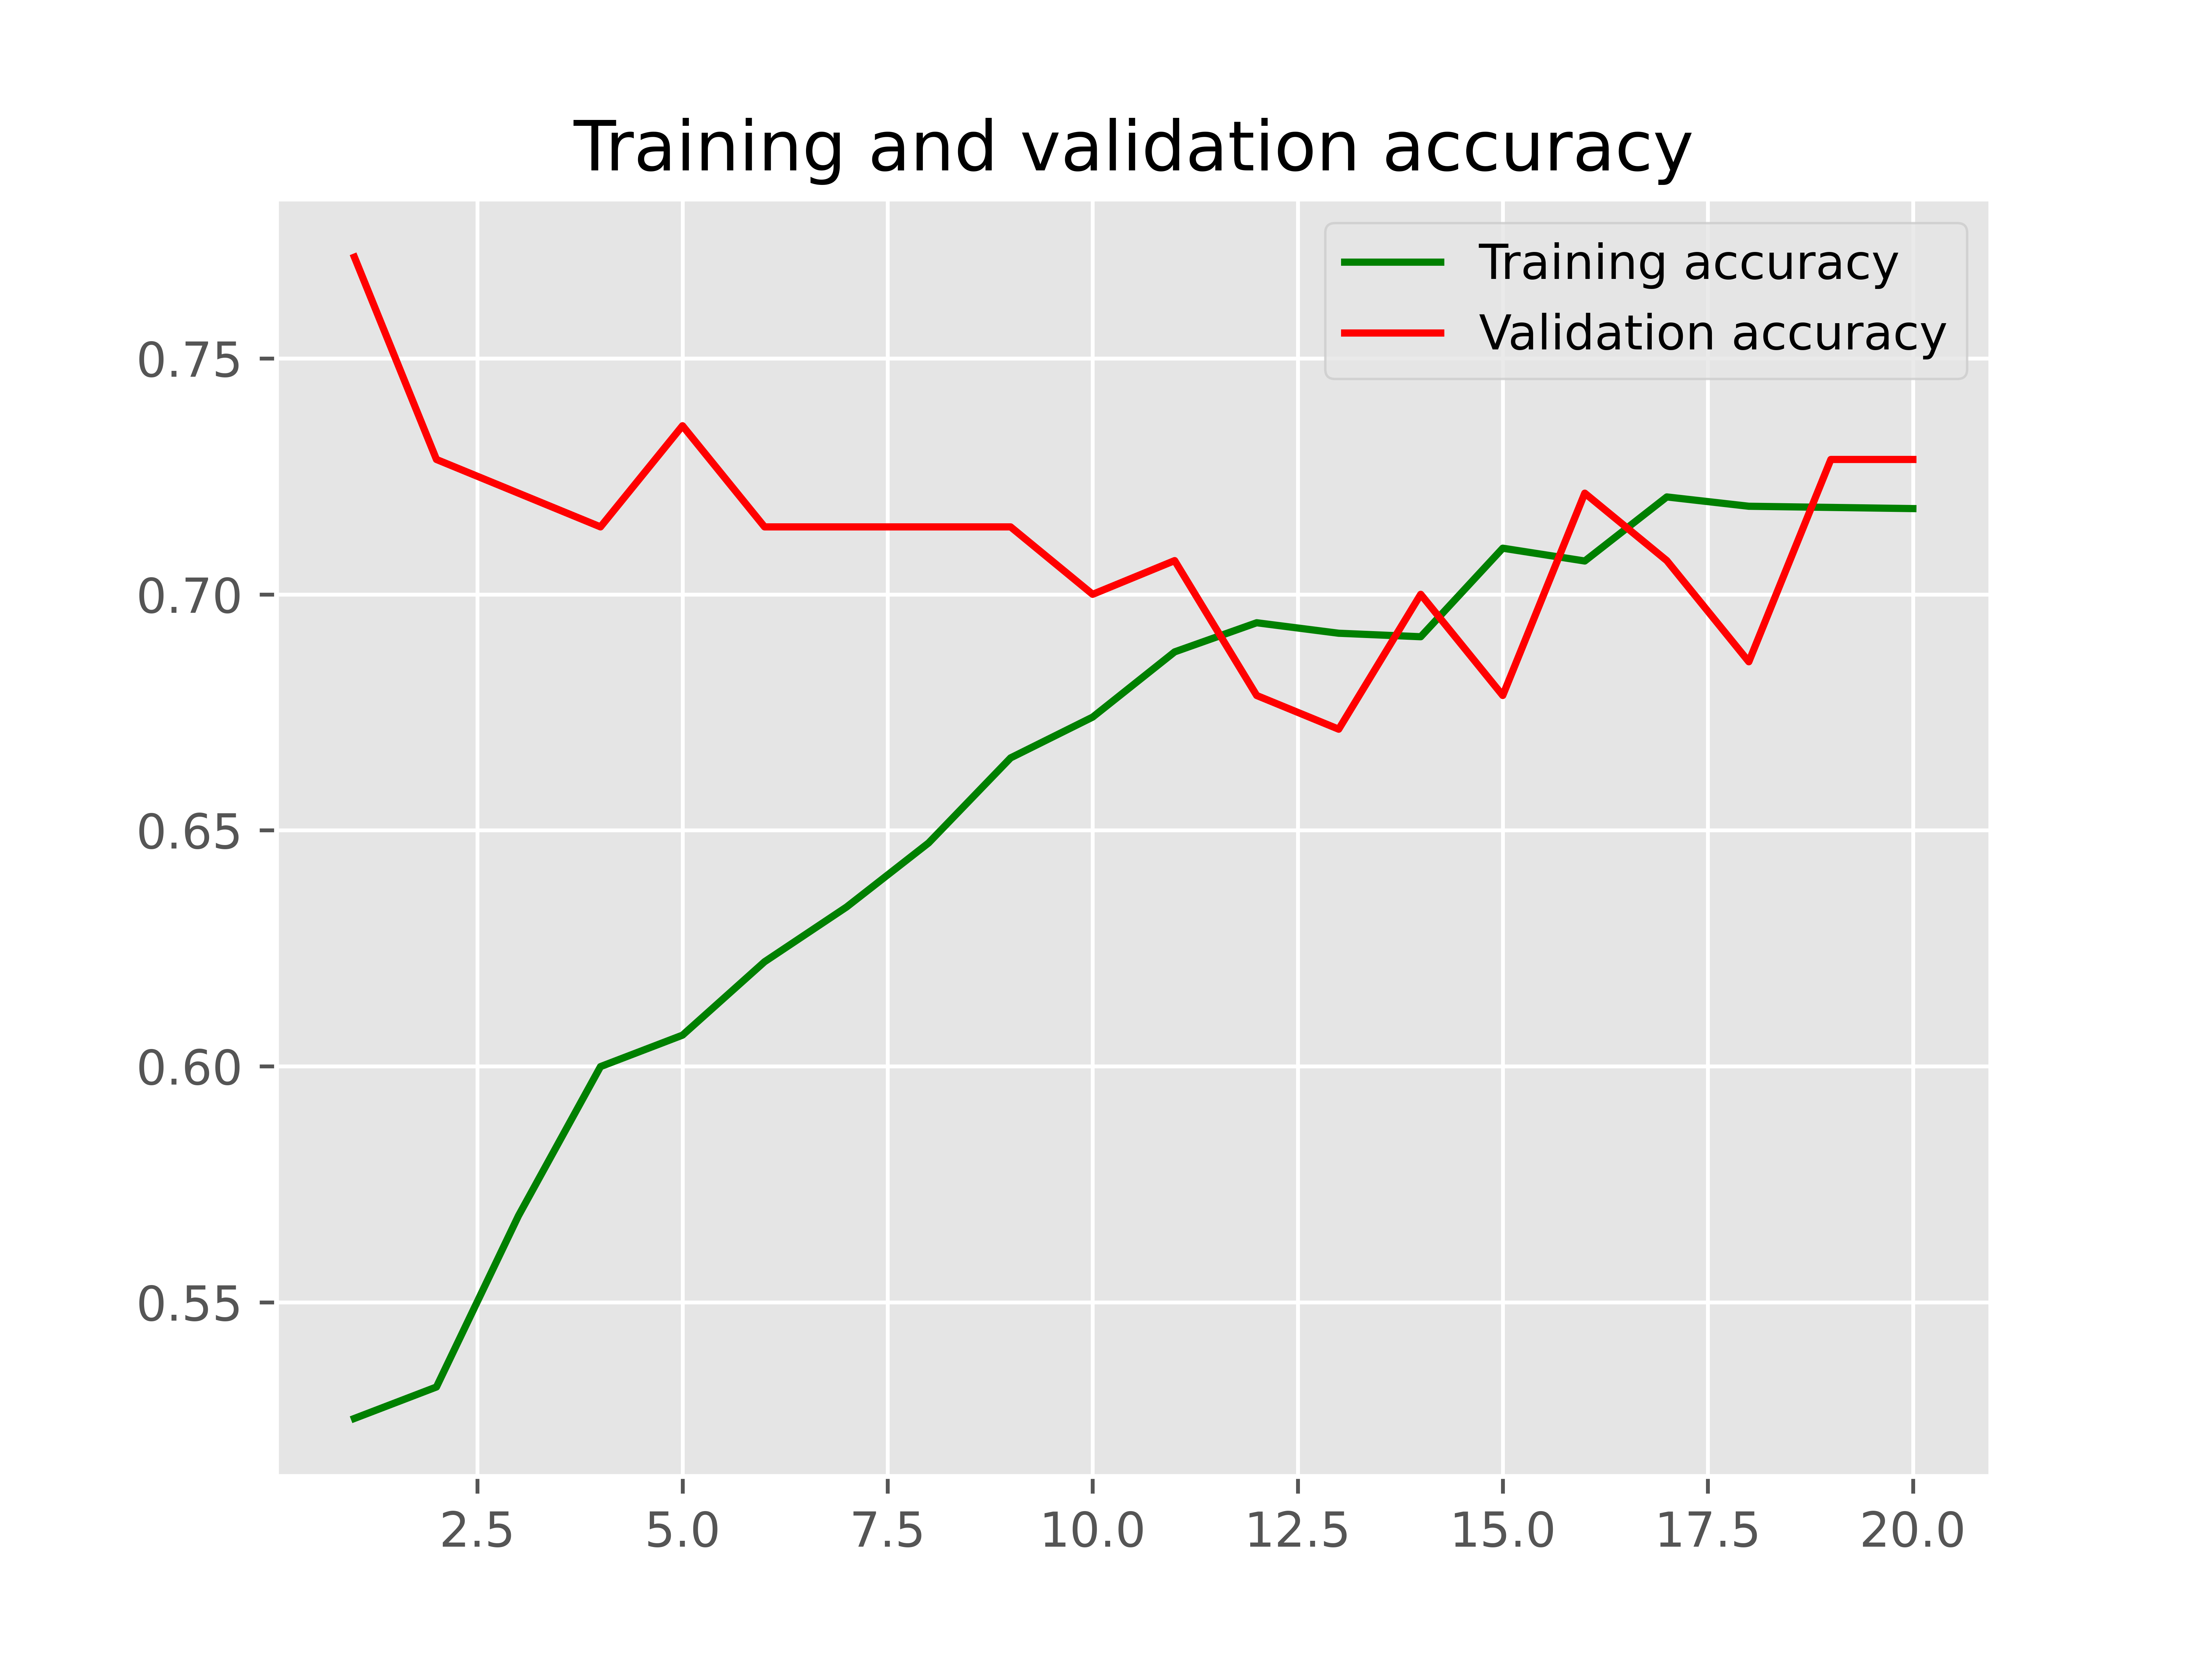 Training and validation accuracy
Training accuracy
Validation accuracy
0.75
0.70
0.65
0.60
0.55
2.5 5.0 7.5 10.0 12.5 15.0 17.5 20.0